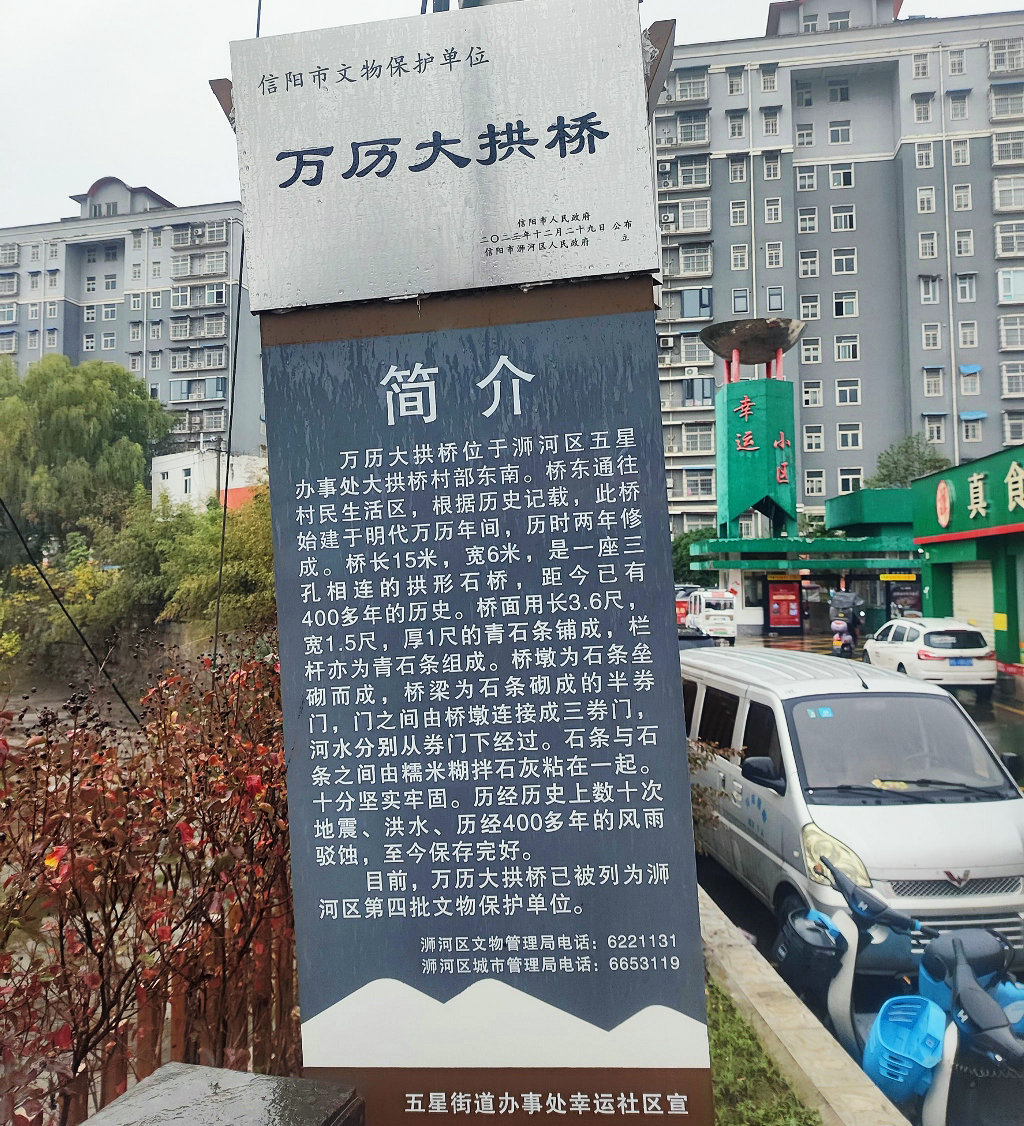 信阳市文物保护单位
万历大拱桥
信阳市人民政府
二〇二三年十二月二十九日 公布
信阳市浉河区人民政府 立
简介
万历大拱桥位于浉河区五星
办事处大拱桥村部东南。桥东通往
村民生活区，根据历史记载，此桥
始建于明代万历年间，历时两年修
成。桥长15米，宽6米，是一座三
孔相连的拱形石桥，距今已有
400多年的历史。桥面用长3.6尺，
宽1.5尺，厚1尺的青石条铺成，栏
杆亦为青石条组成。桥墩为石条垒
砌而成，桥梁为石条砌成的半券
门，门之间由桥墩连接成三券门，
河水分别从券门下经过。石条与石
条之间由糯米糊拌石灰粘在一起。
十分坚实牢固。历经历史上数十次
地震、洪水、历经400多年的风雨
驳蚀，至今保存完好。
目前，万历大拱桥已被列为浉
河区第四批文物保护单位。
浉河区文物管理局电话：6221131
浉河区城市管理局电话：6653119
五星街道办事处幸运社区宣
幸运
小区
真食